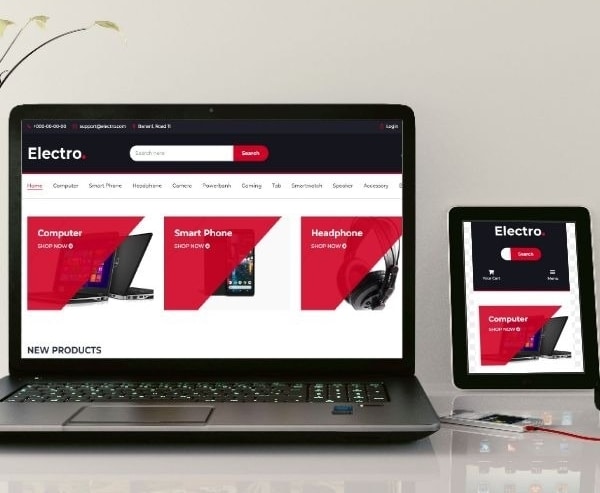 +000-00-00-00 support@electro.com Banani, Road 11 Login
Electro.
Search here Search
Home Computer Smart Phone Headphone Camera Powerbank Gaming Tab Smartwatch Speaker Accessory
Computer
SHOP NOW
Smart Phone
SHOP NOW
Headphone
SHOP NOW
NEW PRODUCTS
Electro.
Search
Your Cart Menu
Computer
SHOP NOW